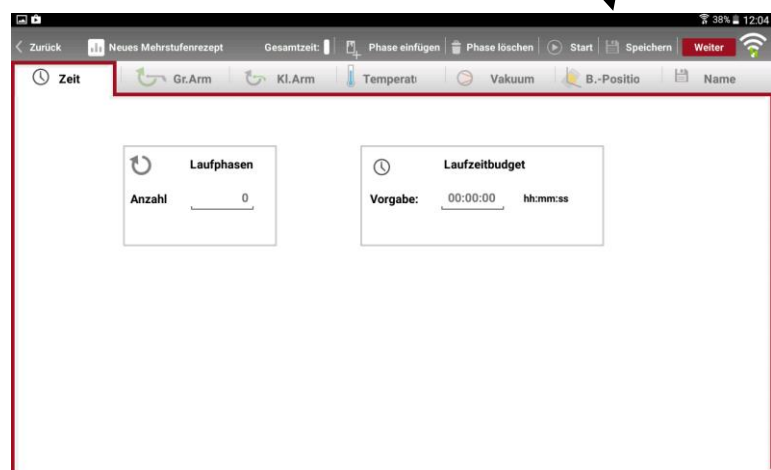 38% 12:04
Zurück Neues Mehrstufenrezept Gesamtzeit: Phase einfügen Phase löschen Start Speichern Weiter
Zeit Gr.Arm Kl.Arm Temperatu Vakuum B.-Positio Name
Laufphasen Laufzeitbudget
Anzahl 0 Vorgabe: 00:00:00 hh:mm:ss